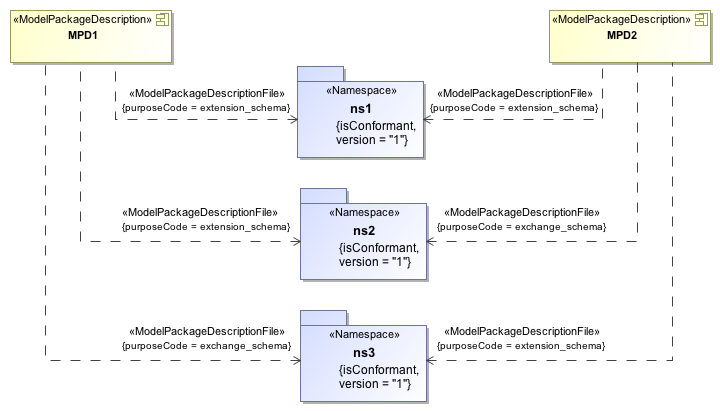 «ModelPackageDescription»
MPD1
«ModelPackageDescription»
MPD2
«ModelPackageDescriptionFile»
{purposeCode = extension_schema}
«Namespace»
ns1
{isConformant,
version = "1"}
«ModelPackageDescriptionFile»
{purposeCode = extension_schema}
«ModelPackageDescriptionFile»
{purposeCode = extension_schema}
«Namespace»
ns2
{isConformant,
version = "1"}
«ModelPackageDescriptionFile»
{purposeCode = exchange_schema}
«ModelPackageDescriptionFile»
{purposeCode = exchange_schema}
«Namespace»
ns3
{isConformant,
version = "1"}
«ModelPackageDescriptionFile»
{purposeCode = extension_schema}